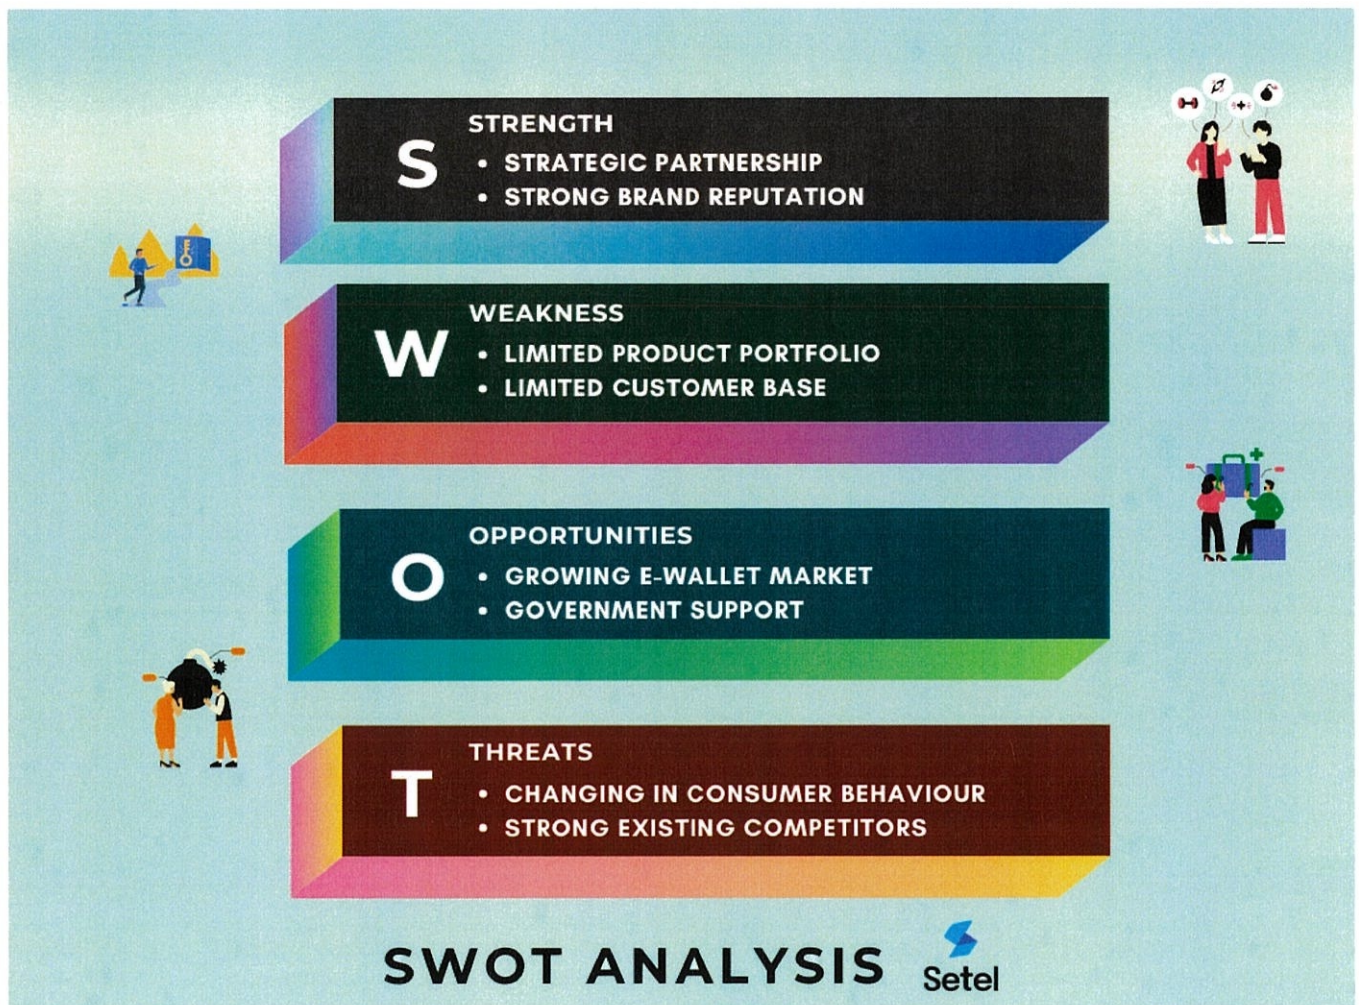 S
STRENGTH
• STRATEGIC PARTNERSHIP
• STRONG BRAND REPUTATION
W
WEAKNESS
• LIMITED PRODUCT PORTFOLIO
• LIMITED CUSTOMER BASE
O
OPPORTUNITIES
• GROWING E-WALLET MARKET
• GOVERNMENT SUPPORT
T
THREATS
• CHANGING IN CONSUMER BEHAVIOUR
• STRONG EXISTING COMPETITORS
SWOT ANALYSIS
Setel